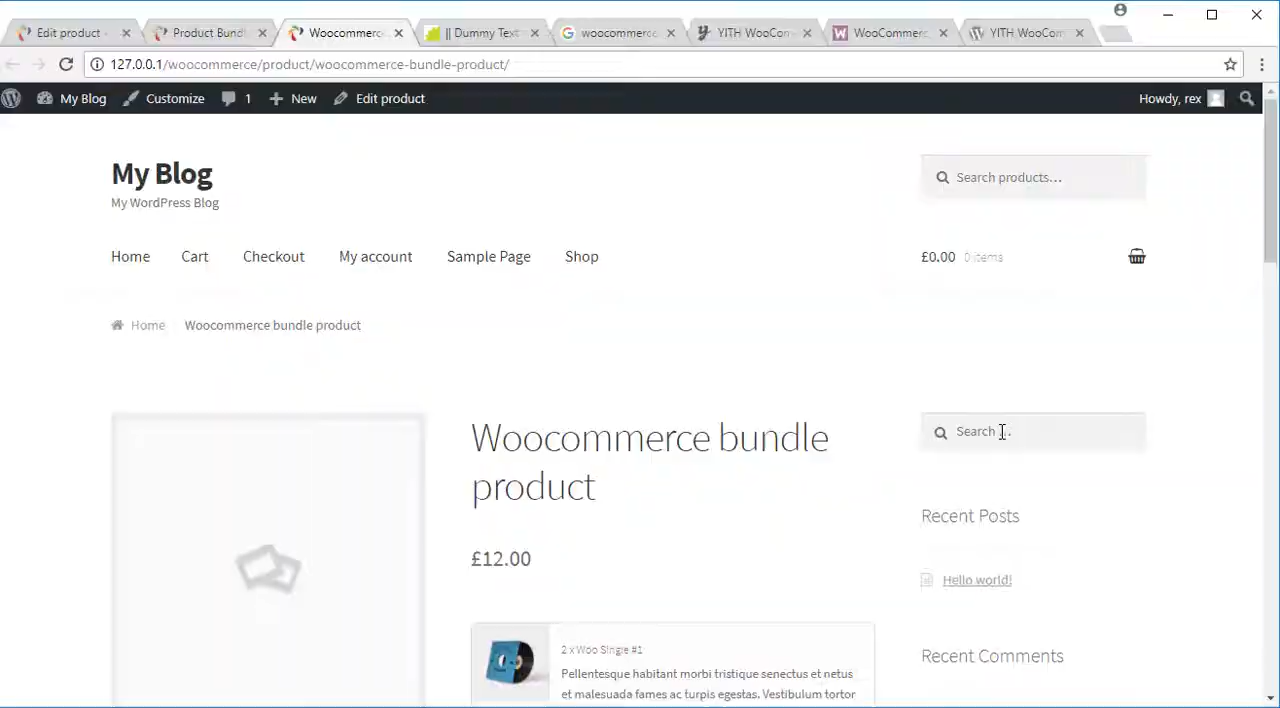 Edit product -
Product Bundl
Woocommerc
|| Dummy Text
woocommerce
YITH WooCom
WooCommerc
YITH WooCom
127.0.0.1/woocommerce/product/woocommerce-bundle-product/
My Blog
Customize
1
New
Edit product
Howdy, rex
My Blog
My WordPress Blog
Search products…
Home
Cart
Checkout
My account
Sample Page
Shop
£0.00 0 items
Home
Woocommerce bundle product
Woocommerce bundle
product
£12.00
2 x Woo Single #1
Pellentesque habitant morbi tristique senectus et netus
et malesuada fames ac turpis egestas. Vestibulum tortor
Search …
Recent Posts
Hello world!
Recent Comments